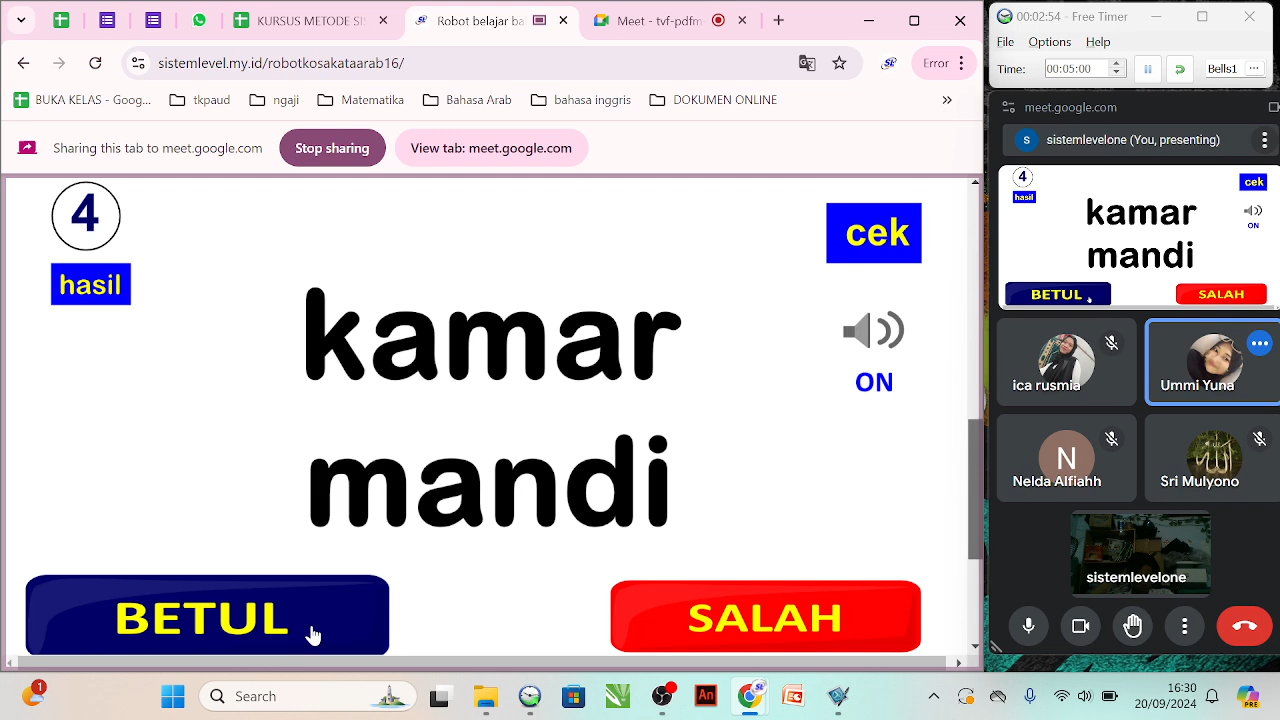 KURSUS METODE SI
Robot belajar ba
Meet - tvf-pdfm
sistemlevel.my.id/robotkosakataarab16/
Error
BUKA KELAS - Goog...
tkpaud
ngaji
Matematika
Bahasa Arab
bahasa inggris
DOKUMEN ONLINE
Sharing this tab to meet.google.com
Stop sharing
View tab: meet.google.com
4
hasil
cek
ON
kamar
mandi
BETUL
SALAH
00:02:54 - Free Timer
File Options Help
Time: 00:05:00
Bells1
meet.google.com
S
sistemlevelone (You, presenting)
4
hasil
cek
ON
kamar
mandi
BETUL
SALAH
ica rusmia
Ummi Yuna
N
Nelda Alfiahh
Sri Mulyono
sistemlevelone
1
Search
An
16:30
20/09/2024
PRE